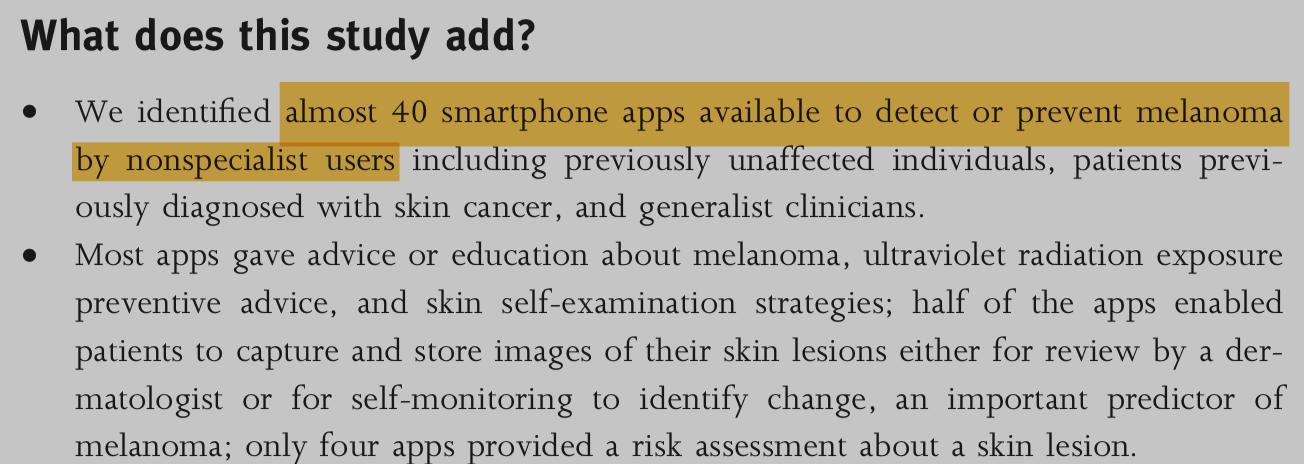 What does this study add?
• We identified almost 40 smartphone apps available to detect or prevent melanoma
by nonspecialist users including previously unaffected individuals, patients previ-
ously diagnosed with skin cancer, and generalist clinicians.
• Most apps gave advice or education about melanoma, ultraviolet radiation exposure
preventive advice, and skin self-examination strategies; half of the apps enabled
patients to capture and store images of their skin lesions either for review by a der-
matologist or for self-monitoring to identify change, an important predictor of
melanoma; only four apps provided a risk assessment about a skin lesion.